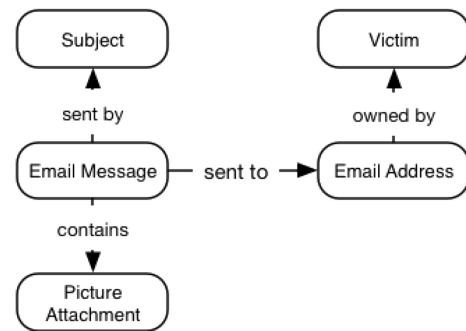 Subject
Victim
sent by
owned by
Email Message
sent to
Email Address
contains
Picture
Attachment